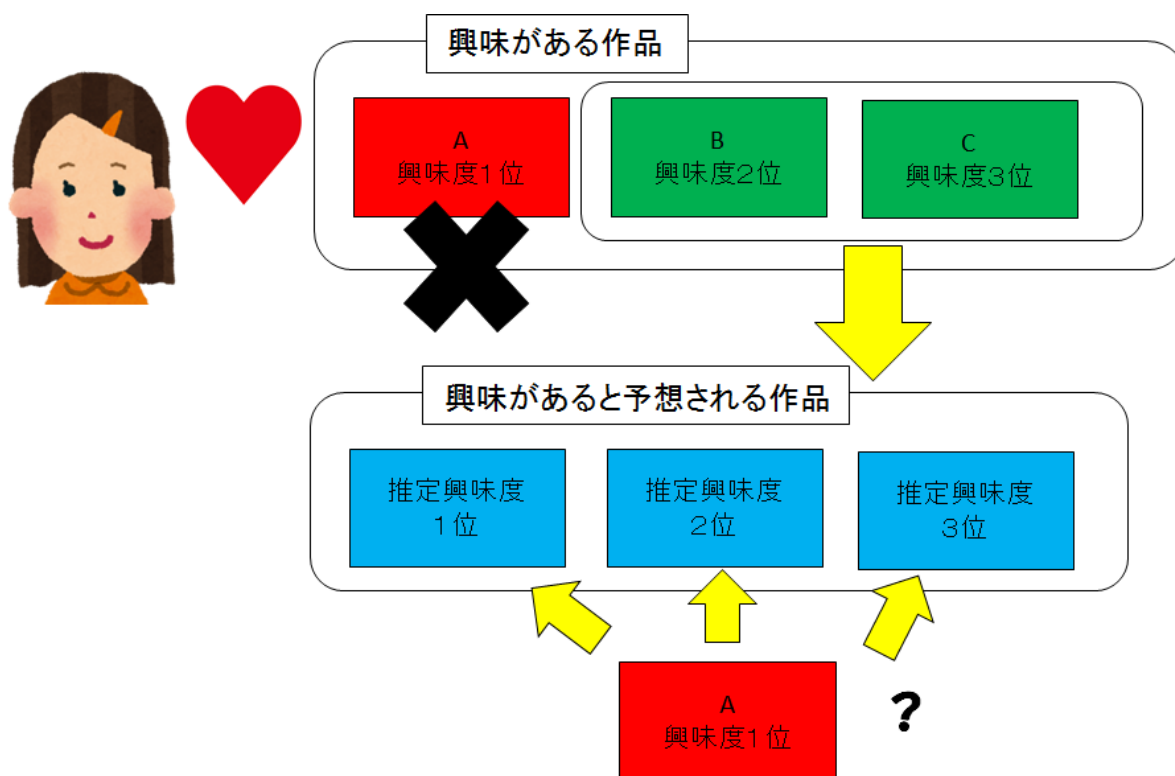 興味がある作品
A
興味度1位
B
興味度2位
C
興味度3位
興味があると予想される作品
推定興味度
1位
推定興味度
2位
推定興味度
3位
A
興味度1位
?